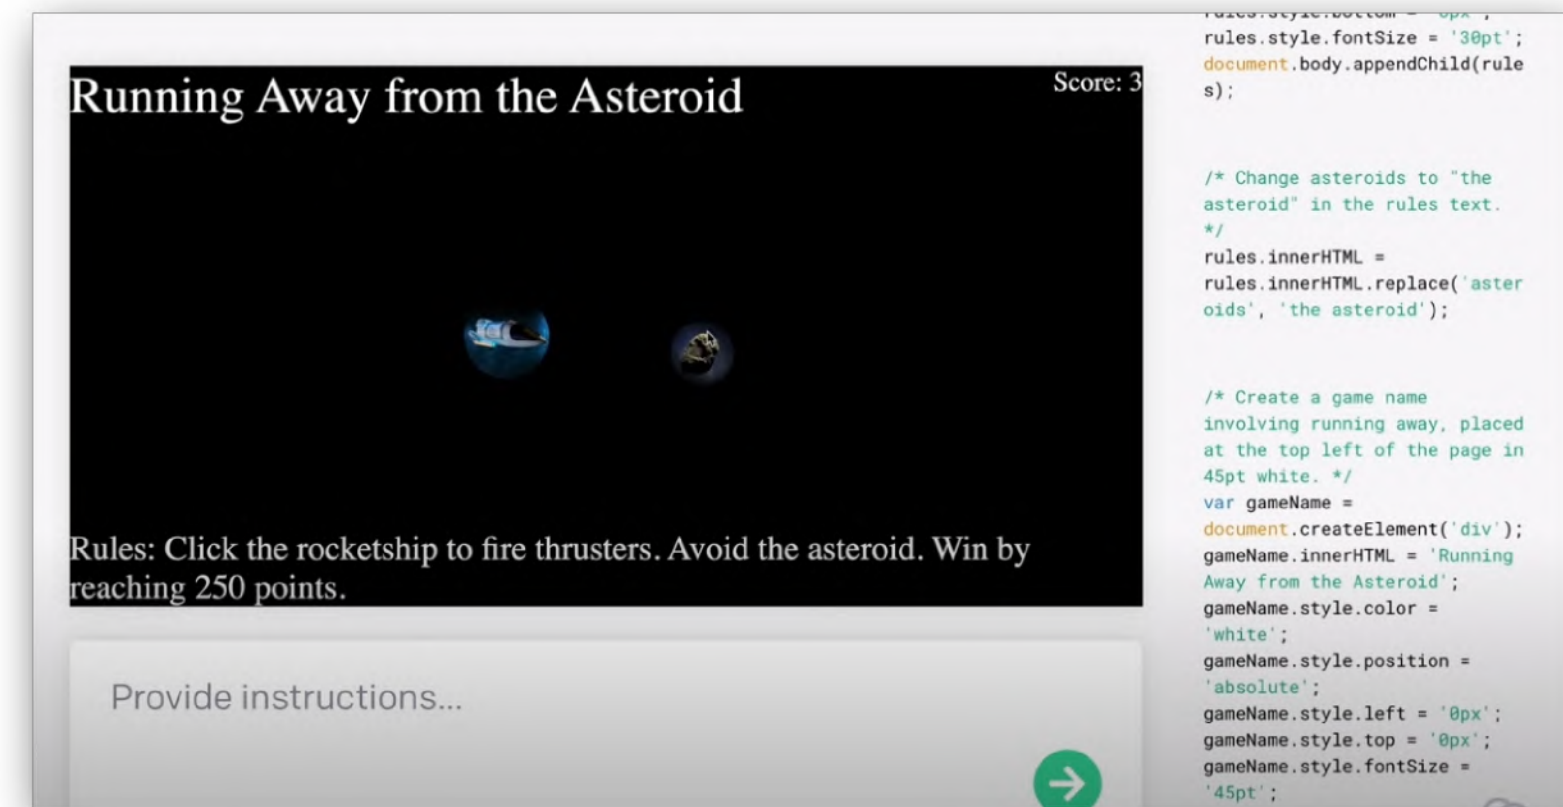 Running Away from the Asteroid
Score: 3
Rules: Click the rocketship to fire thrusters. Avoid the asteroid. Win by
reaching 250 points.
Provide instructions...
rules.style.bottom = '0px';
rules.style.fontSize = '30pt';
document.body.appendChild(rule
s);
/* Change asteroids to "the
asteroid" in the rules text.
*/
rules.innerHTML =
rules.innerHTML.replace('aster
oids', 'the asteroid');
/* Create a game name
involving running away, placed
at the top left of the page in
45pt white. */
var gameName =
document.createElement('div');
gameName.innerHTML = 'Running
Away from the Asteroid';
gameName.style.color =
'white';
gameName.style.position =
'absolute';
gameName.style.left = '0px';
gameName.style.top = '0px';
gameName.style.fontSize =
'45pt';